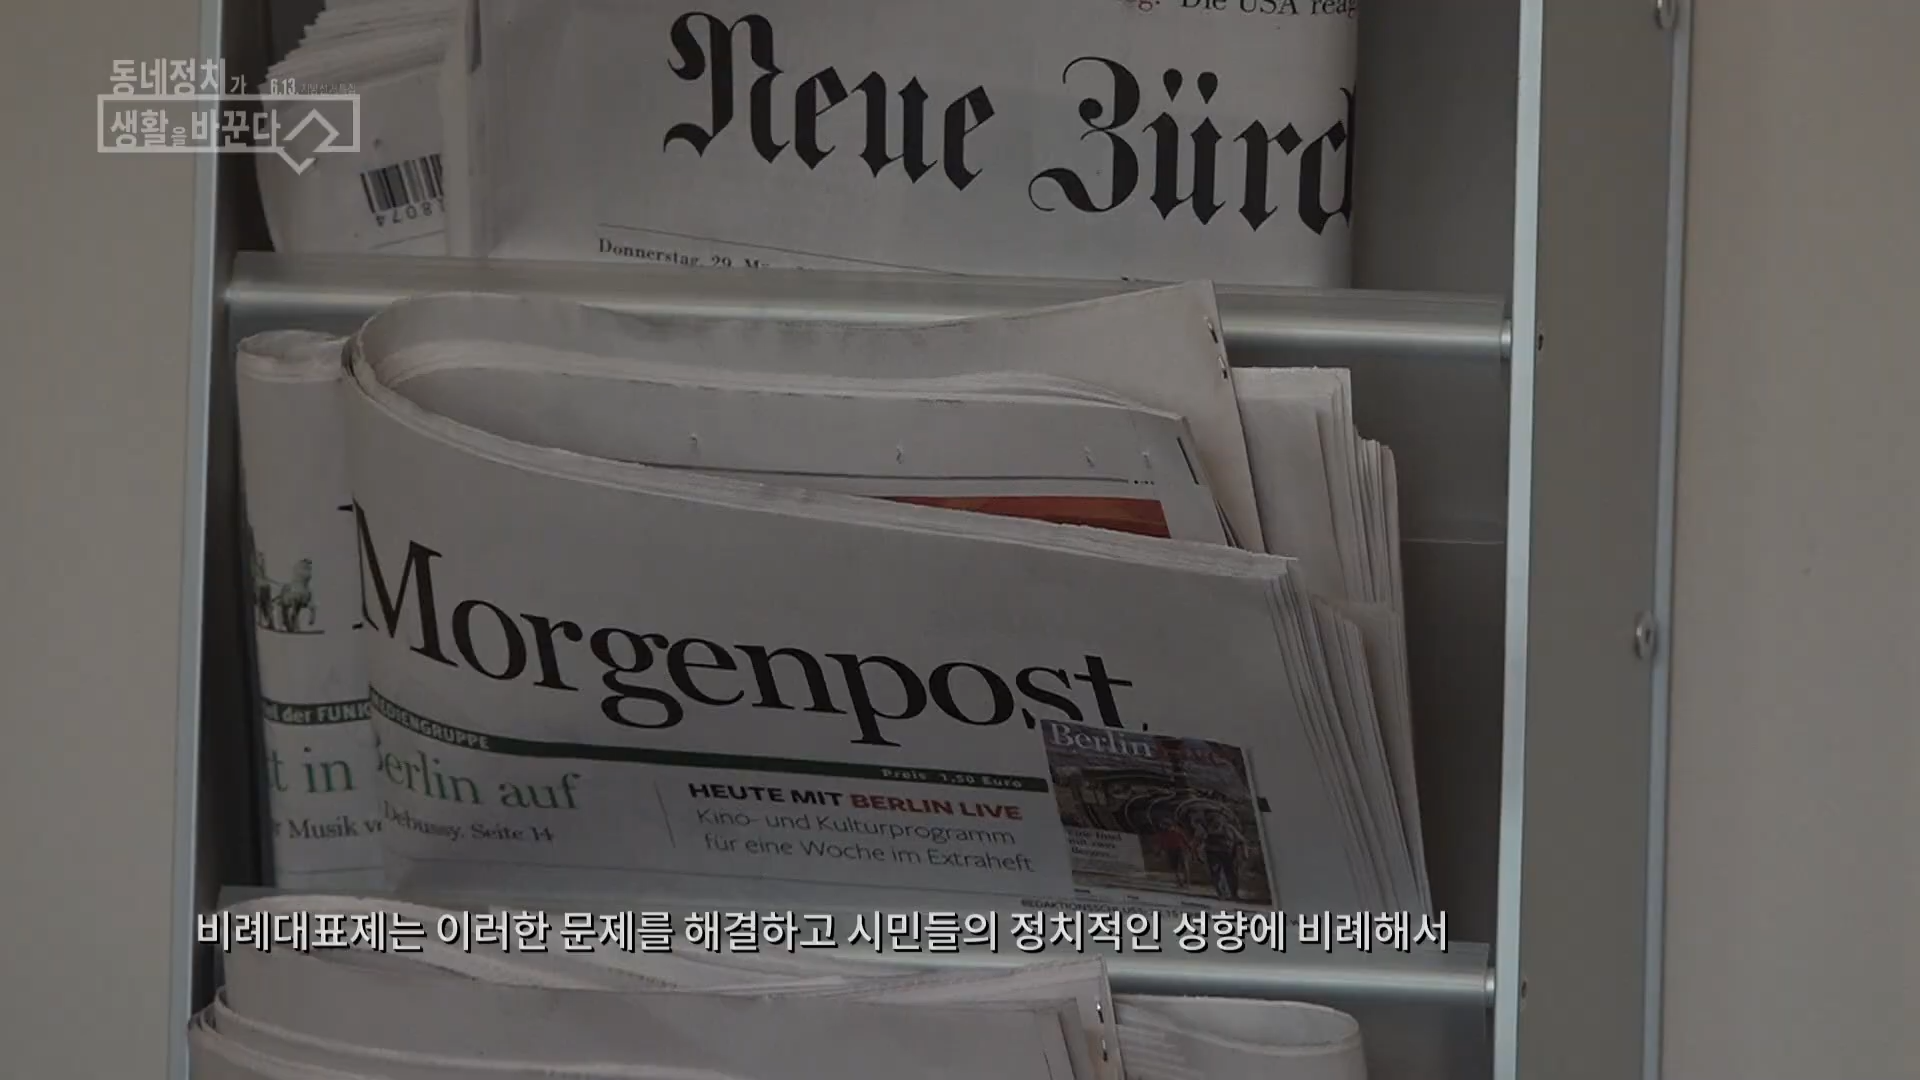 Die USA
동네정치가
6.13
생활을 바꾼다
Neue Zürc
Donnerstag, 29.
Morgenpost
der FUNK
MEDIENGRUPPE
Preis 1,50 Euro
Berlin
t in Berlin auf
Musik
Debussy. Seite 14
HEUTE MIT BERLIN LIVE
Kino- und Kulturprogramm
für eine Woche im Extraheft
비례대표제는 이러한 문제를 해결하고 시민들의 정치적인 성향에 비례해서